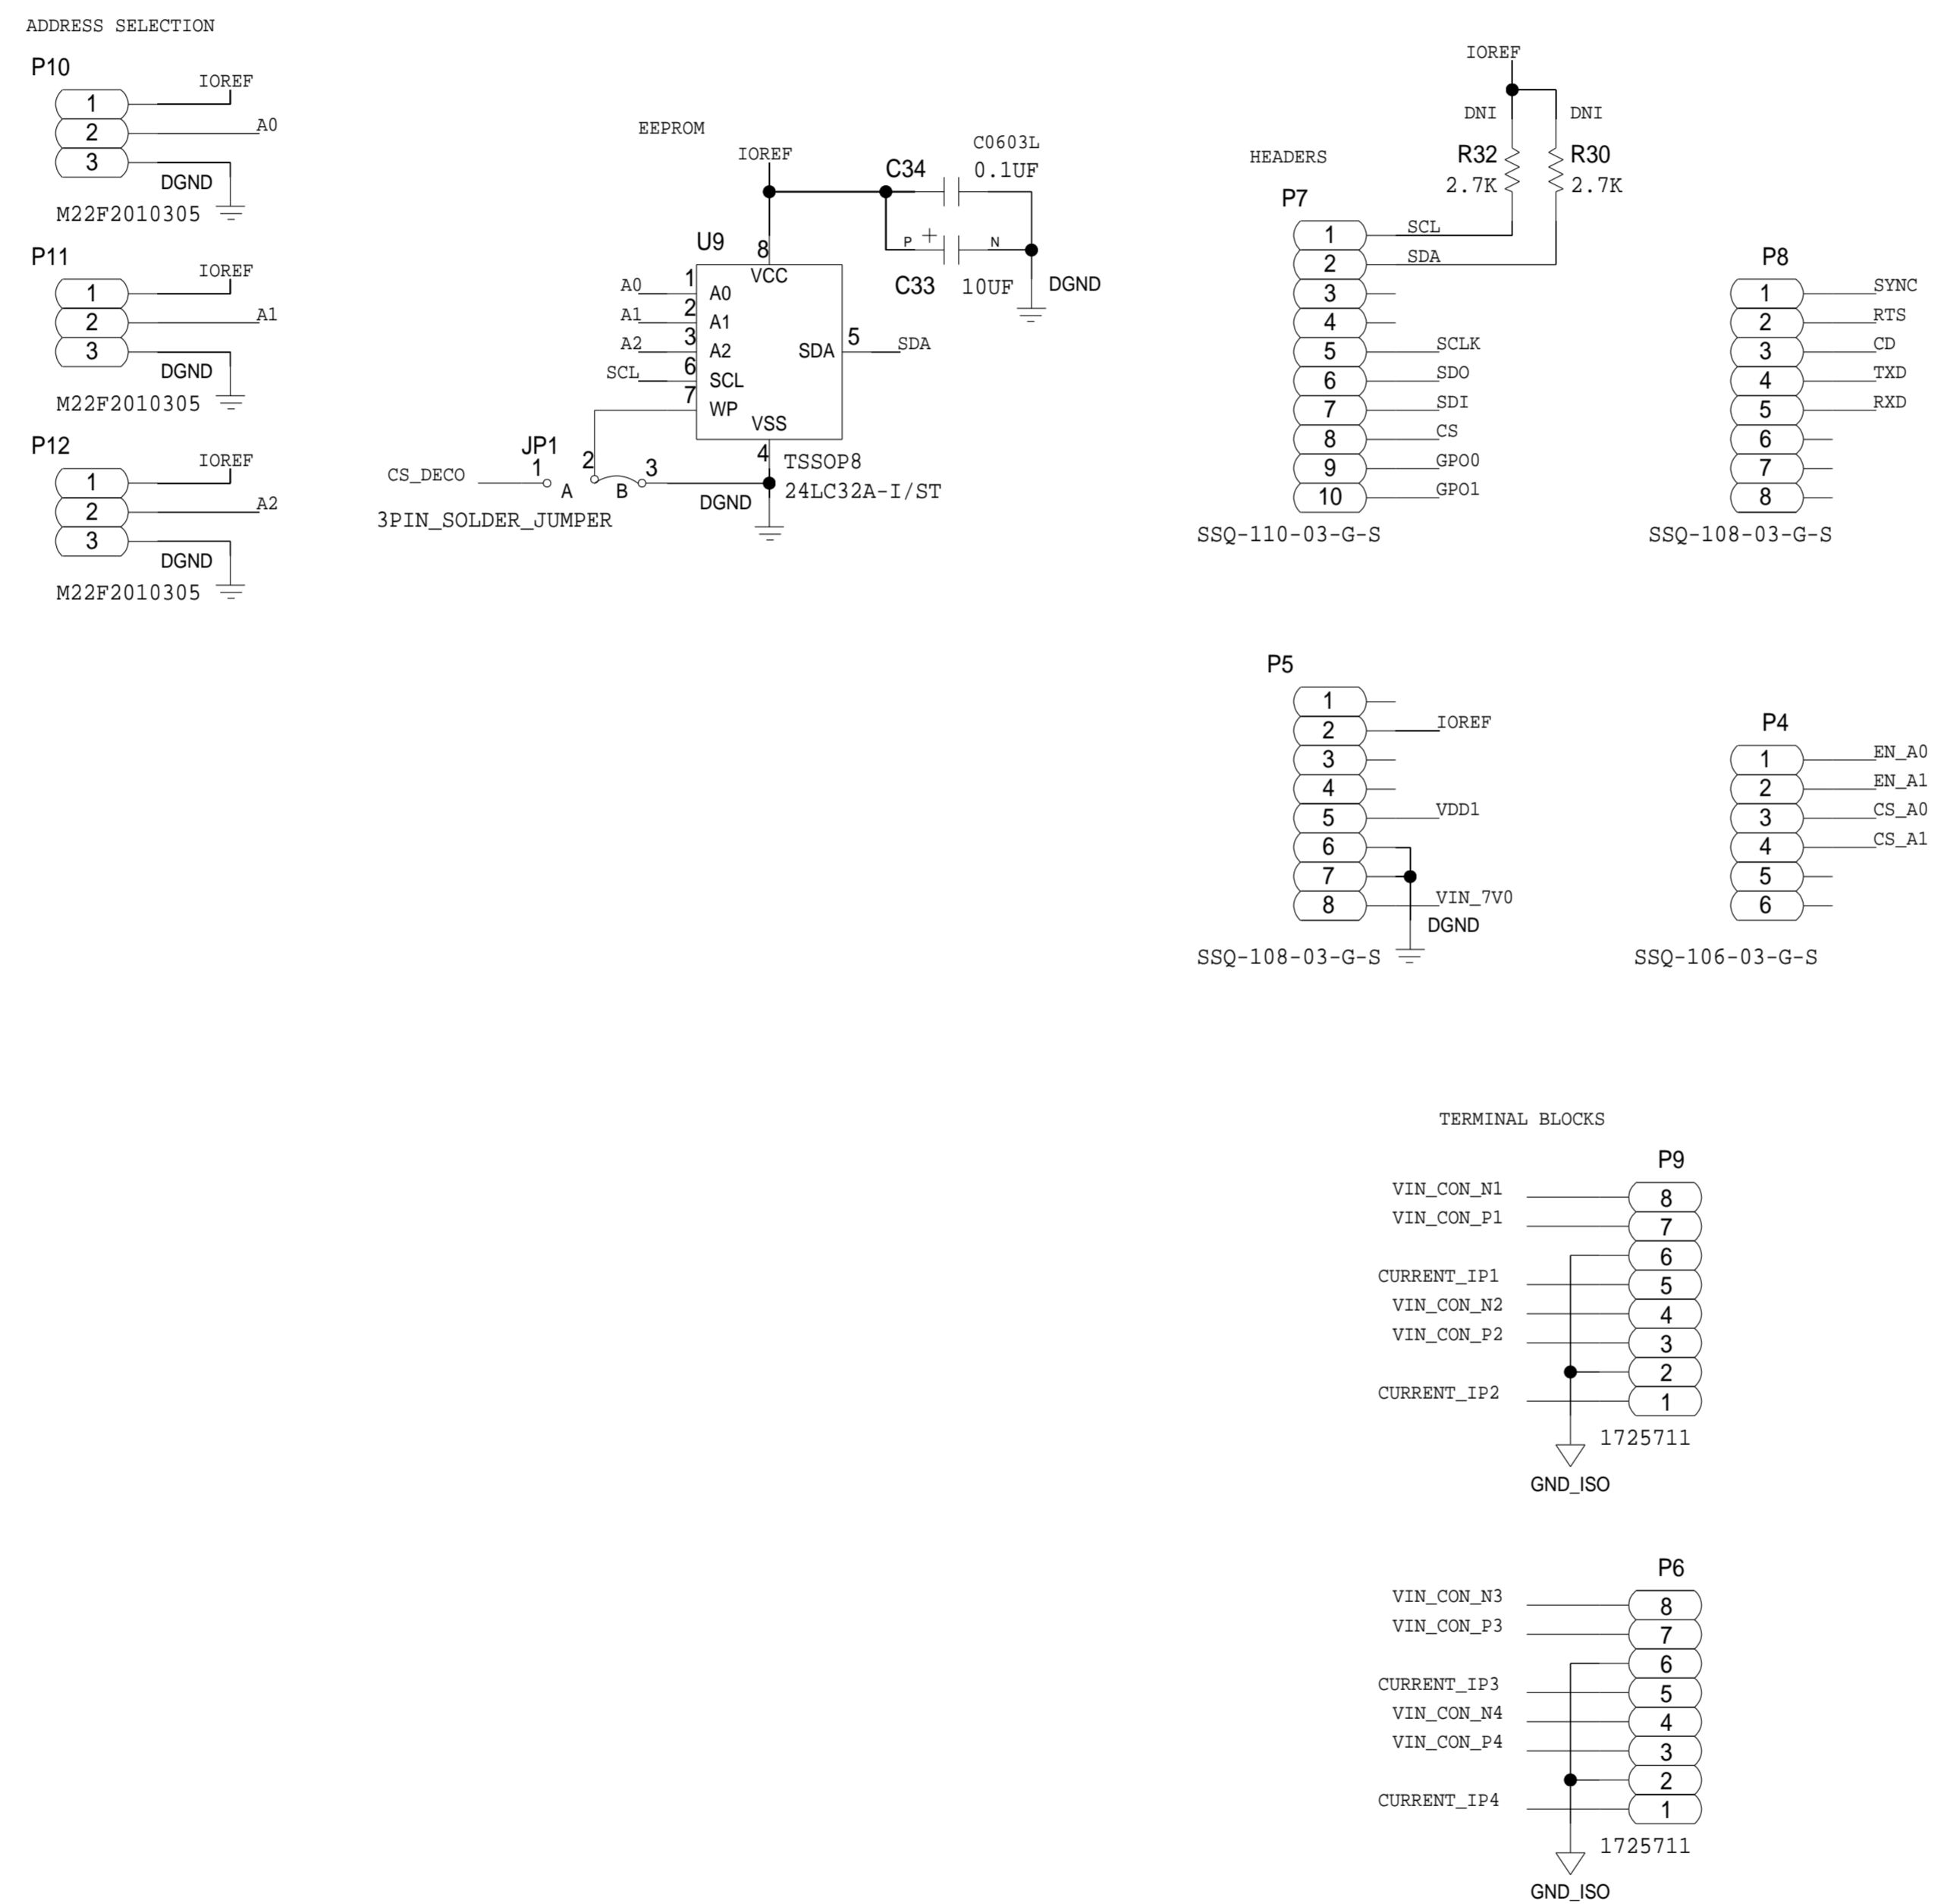 ADDRESS SELECTION
P10
IOREF
1
A0
2
3
DGND
M22F2010305
P11
IOREF
1
A1
2
3
DGND
M22F2010305
P12
IOREF
1
A2
2
3
DGND
M22F2010305
EEPROM
IOREF
C34
C0603L
0.1UF
P + N
C33 10UF DGND
U9
8
VCC
A0 1 A0
A1 2 A1
A2 3 A2
SCL 6 SCL
7 WP
SDA 5 SDA
VSS
4
TSSOP8
24LC32A-I/ST
JP1
CS_DECO 1 A 2 B 3
DGND
3PIN_SOLDER_JUMPER
IOREF
DNI DNI
R32 R30
2.7K 2.7K
HEADERS
P7
1 SCL
2 SDA
3
4
5 SCLK
6 SDO
7 SDI
8 CS
9 GPO0
10 GPO1
SSQ-110-03-G-S
P8
1 SYNC
2 RTS
3 CD
4 TXD
5 RXD
6
7
8
SSQ-108-03-G-S
P5
1
2 IOREF
3
4
5 VDD1
6
7
8 VIN_7V0
DGND
SSQ-108-03-G-S
P4
1 EN_A0
2 EN_A1
3 CS_A0
4 CS_A1
5
6
SSQ-106-03-G-S
TERMINAL BLOCKS
P9
VIN_CON_N1 8
VIN_CON_P1 7
6
CURRENT_IP1 5
VIN_CON_N2 4
VIN_CON_P2 3
2
CURRENT_IP2 1
1725711
GND_ISO
P6
VIN_CON_N3 8
VIN_CON_P3 7
6
CURRENT_IP3 5
VIN_CON_N4 4
VIN_CON_P4 3
2
CURRENT_IP4 1
1725711
GND_ISO